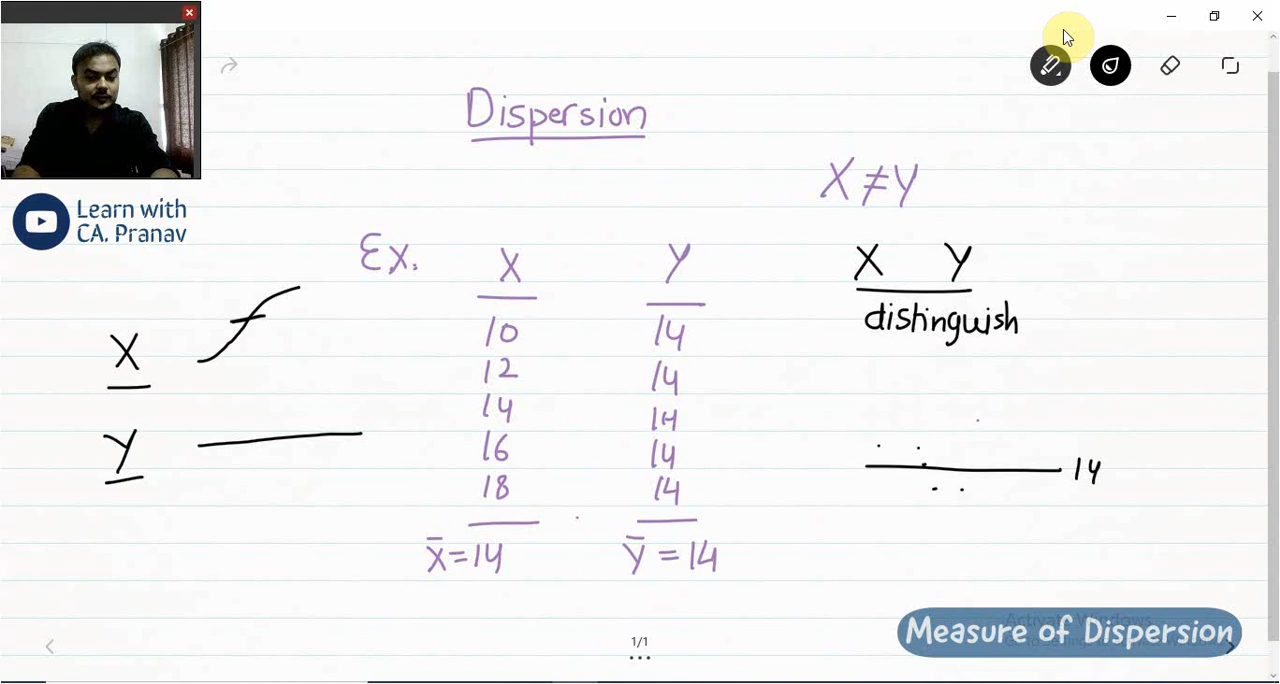 Dispersion
X ≠ Y
Learn with
CA. Pranav
Ex. X Y
X Y
distinguish
10 14
12 14
14 14
16 14
18 14
X̄ = 14 Ȳ = 14
X
Y
14
1/1
Measure of Dispersion